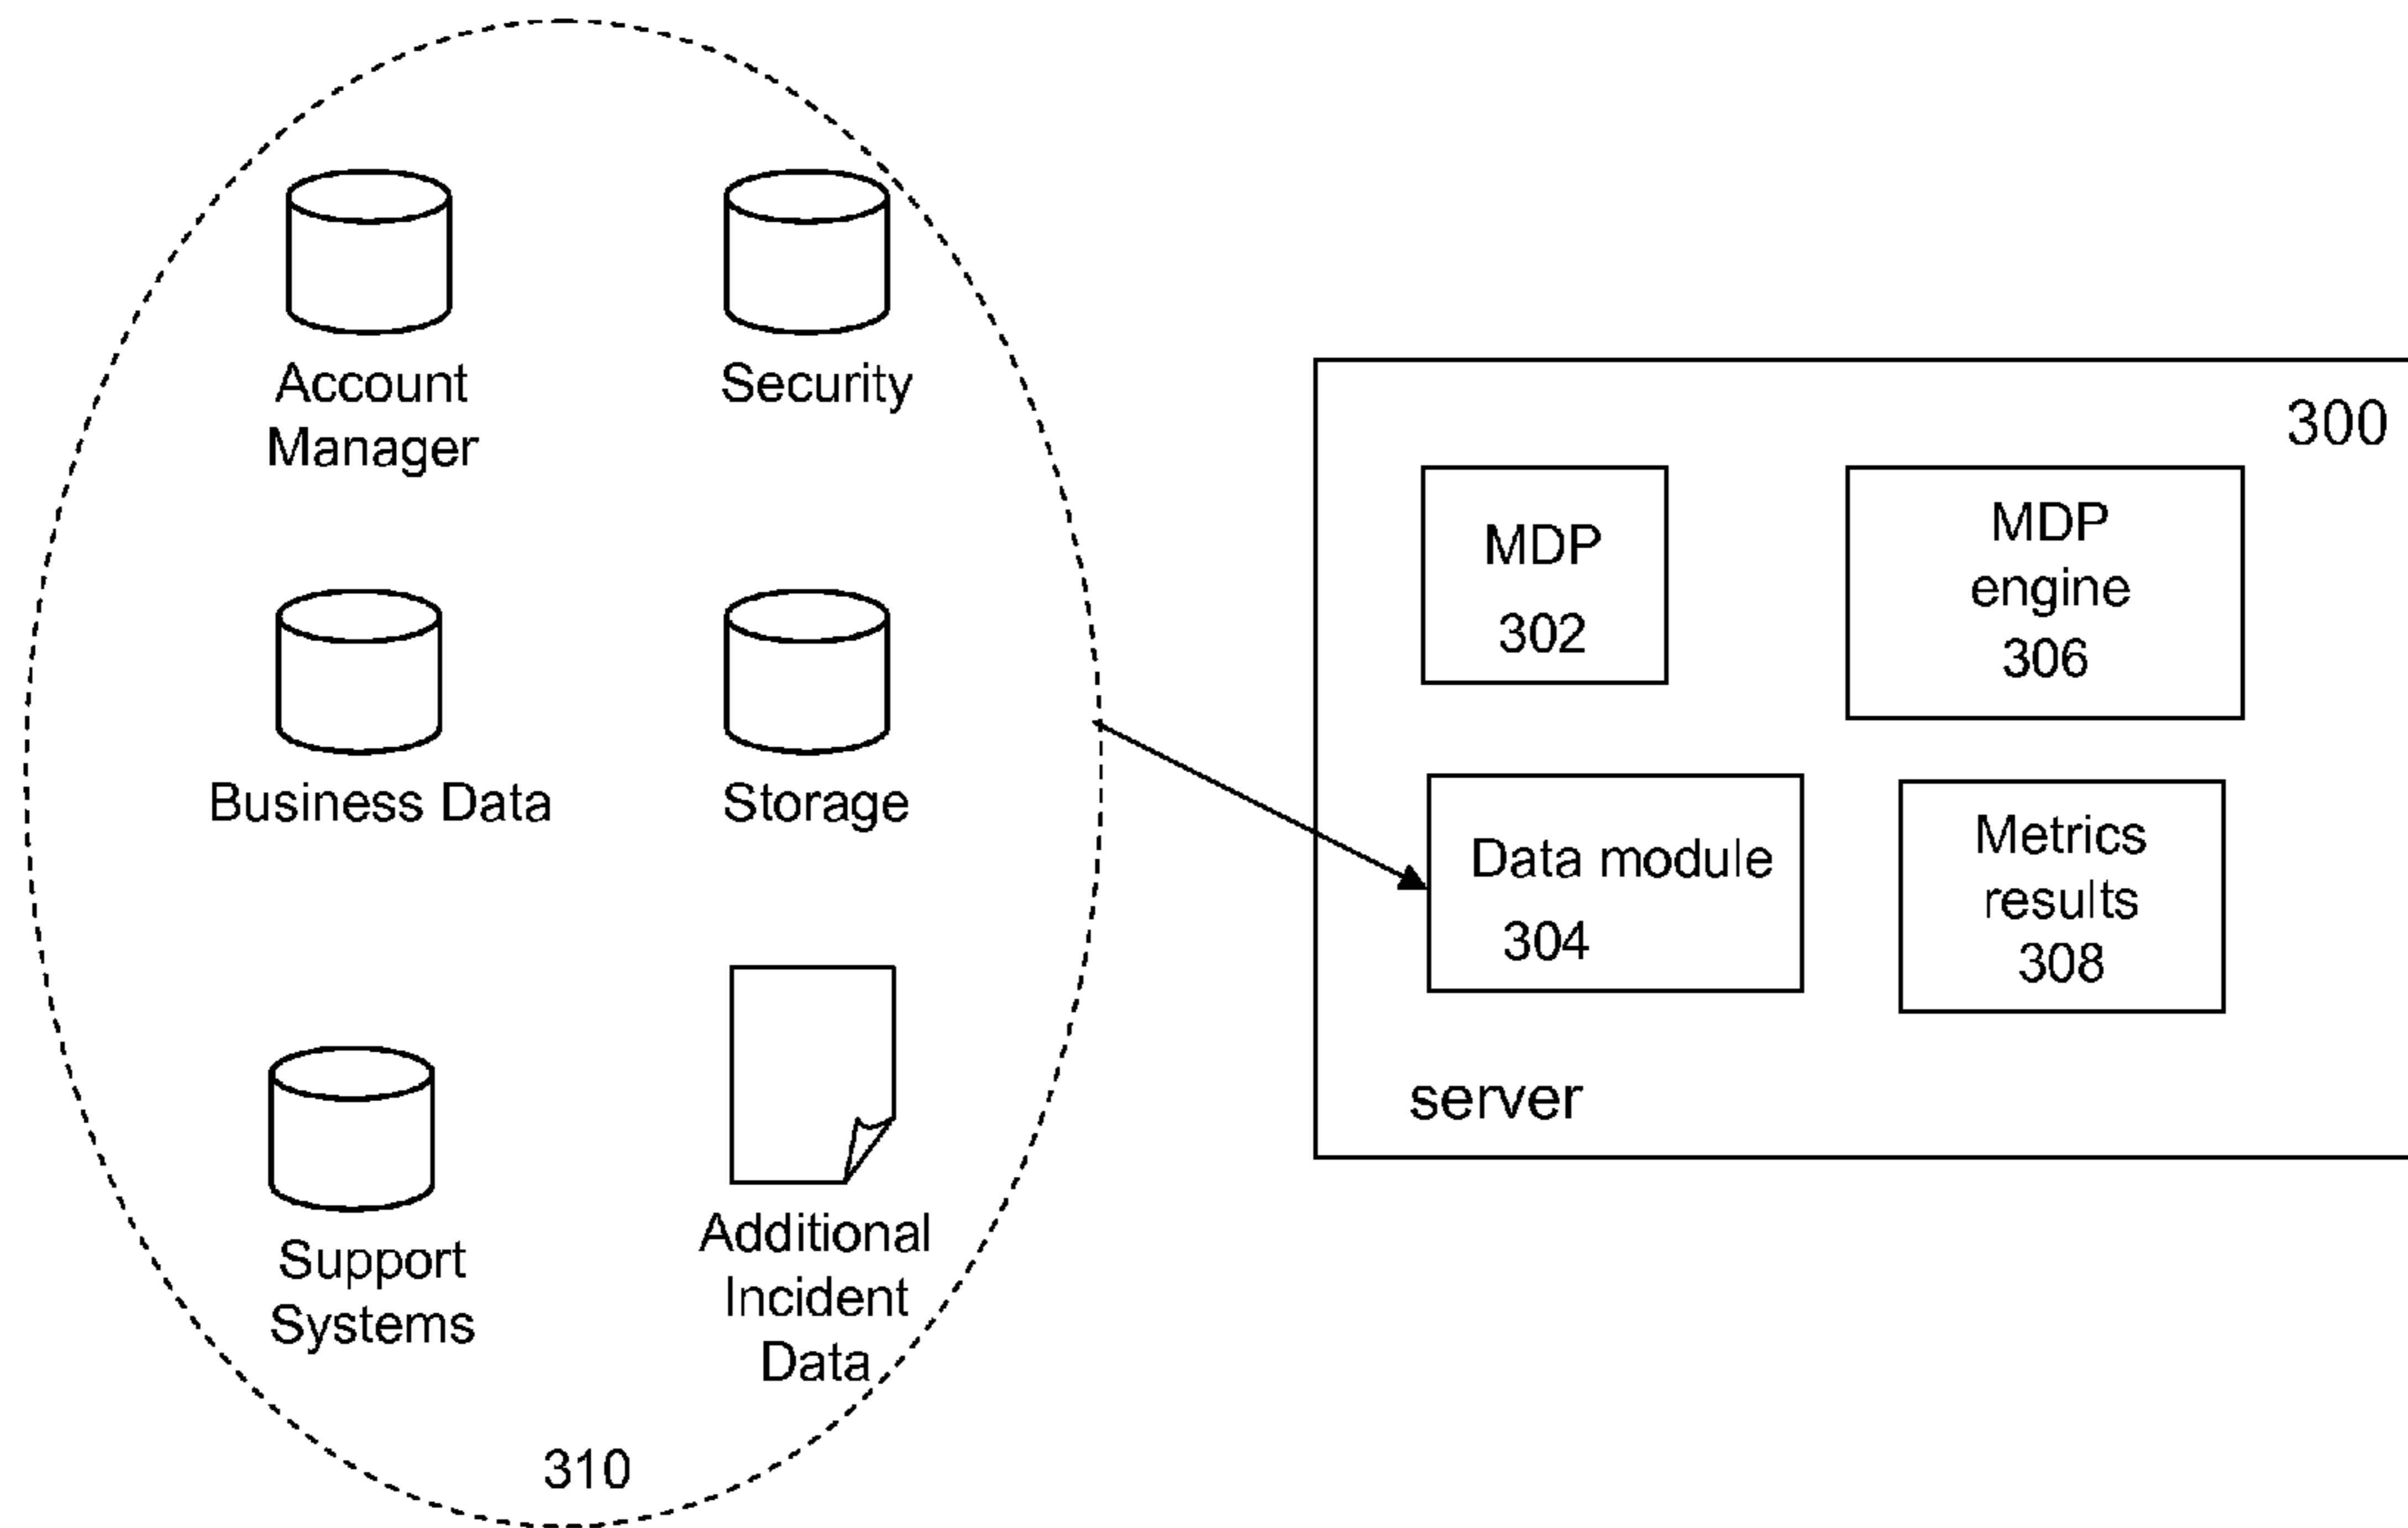 Account
Manager
Security
Business Data
Storage
Support
Systems
Additional
Incident
Data
310
300
MDP
302
MDP
engine
306
Data module
304
Metrics
results
308
server